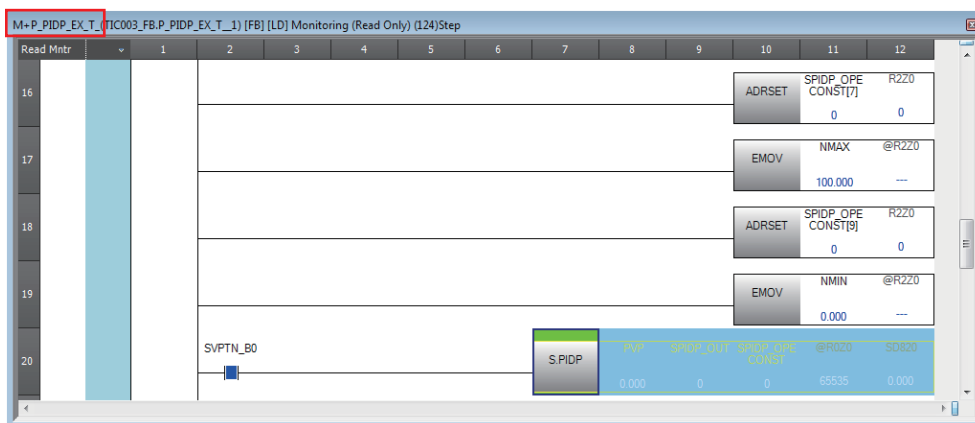 M+P_PIDP_EX_T_(TIC003_FB.P_PIDP_EX_T__1) [FB] [LD] Monitoring (Read Only) (124)Step
Read Mntr 1 2 3 4 5 6 7 8 9 10 11 12
16 ADRSET SPIDP_OPE R2Z0
CONST[7]
0 0
17 EMOV NMAX @R2Z0
100.000 ---
18 ADRSET SPIDP_OPE R2Z0
CONST[9]
0 0
19 EMOV NMIN @R2Z0
0.000 ---
SVPTN_B0
20 S.PIDP PVP SPIDP_OUT SPIDP_OPE @R0Z0 SD820
CONST
0.000 0 0 65535 0.000